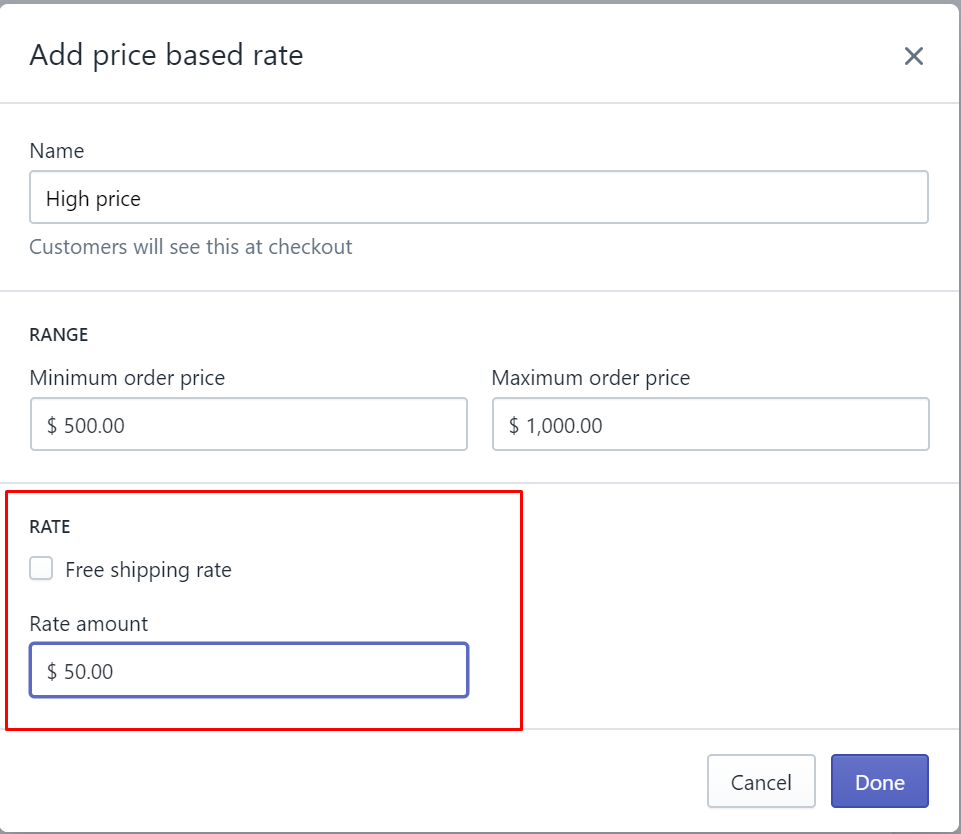 Add price based rate
Name
High price
Customers will see this at checkout
RANGE
Minimum order price
Maximum order price
$ 500.00
$ 1,000.00
RATE
Free shipping rate
Rate amount
$ 50.00
Cancel
Done